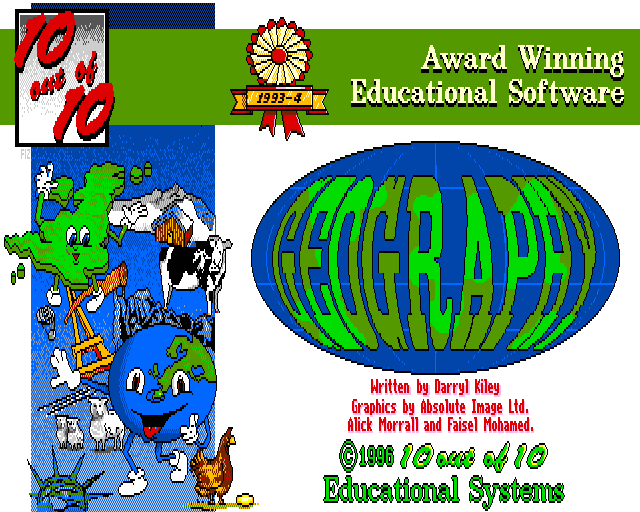 10
out of
10
Award Winning
Educational Software
1993-4
GEOGRAPHY
Written by Darryl Kiley
Graphics by Absolute Image Ltd.
Alick Morrall and Faisel Mohamed.
©1996 10 out of 10
Educational Systems